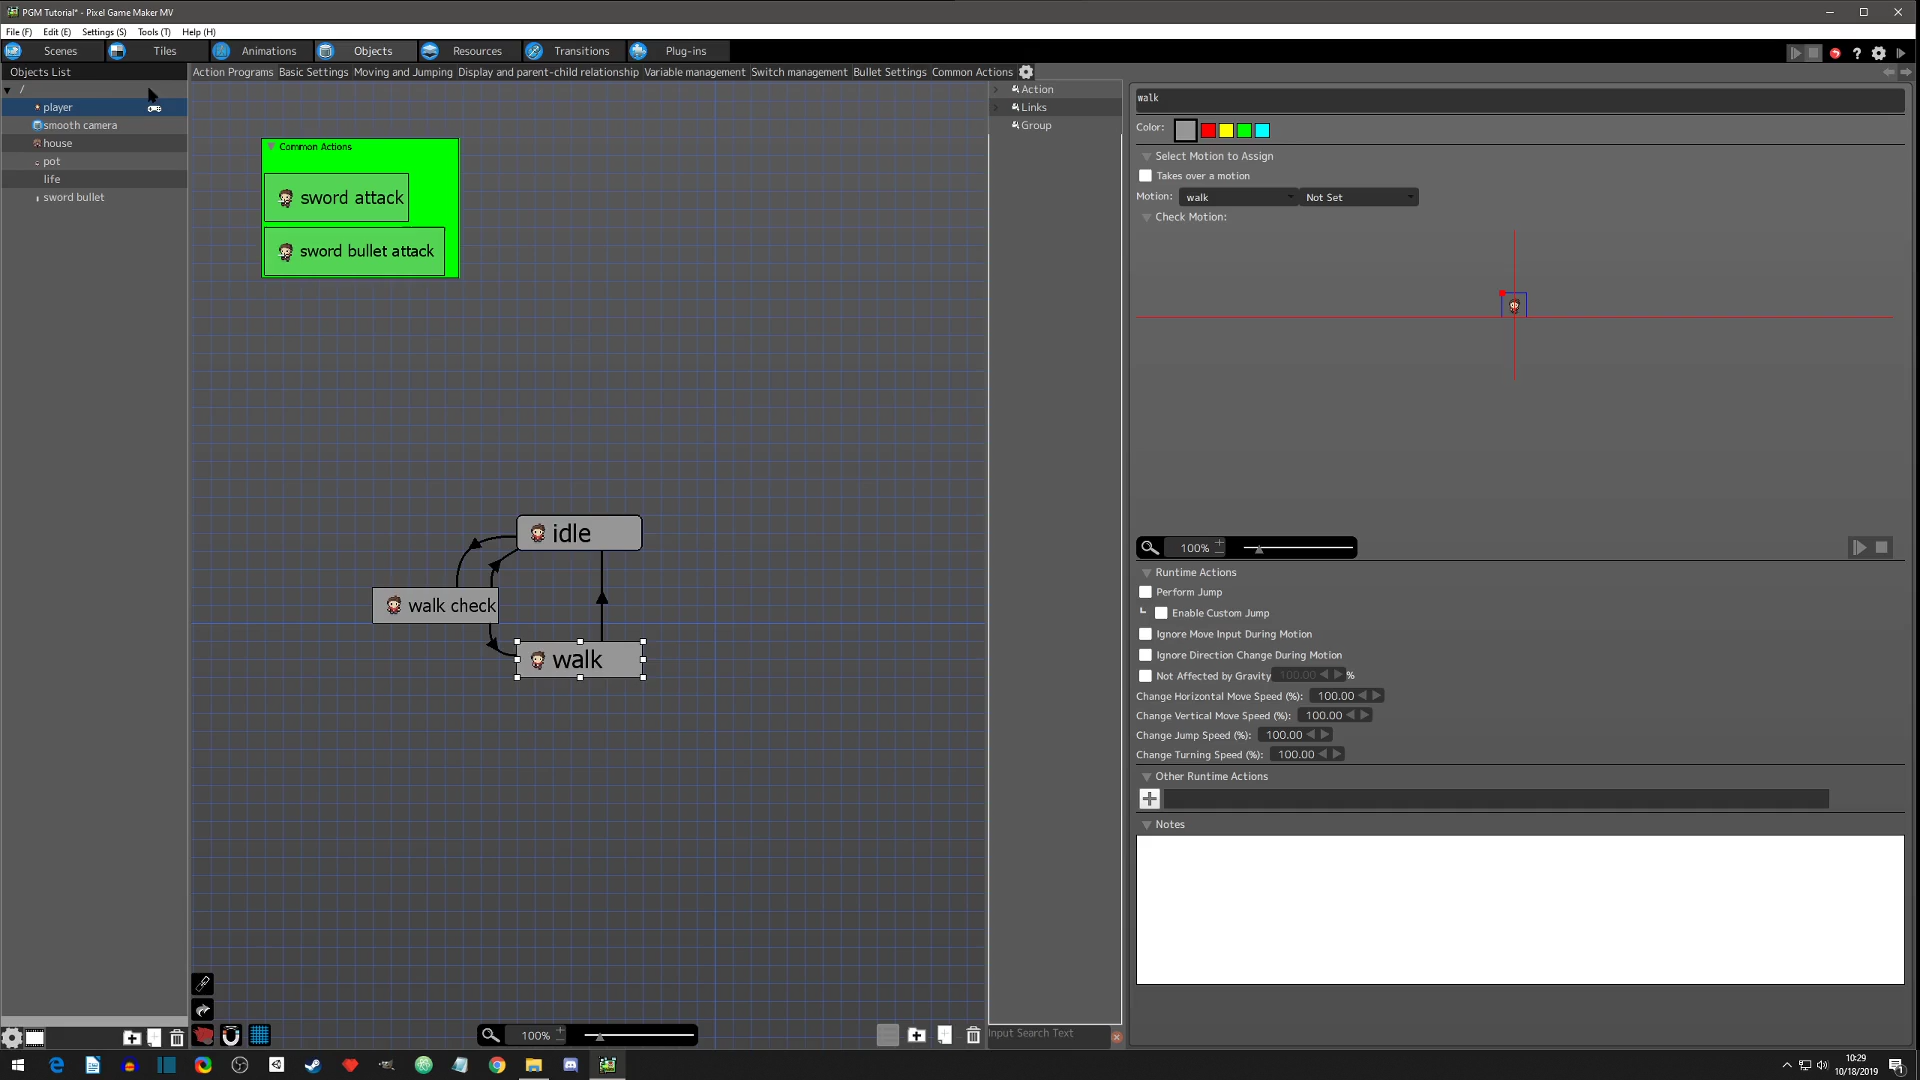 PGM Tutorial* - Pixel Game Maker MV
File (F) Edit (E) Settings (S) Tools (T) Help (H)
Scenes Tiles Animations Objects Resources Transitions Plug-ins
Objects List
/
player
smooth camera
house
pot
life
sword bullet
Action Programs Basic Settings Moving and Jumping Display and parent-child relationship Variable management Switch management Bullet Settings Common Actions
Common Actions
sword attack
sword bullet attack
idle
walk check
walk
100%
Action
Links
Group
Input Search Text
walk
Color:
Select Motion to Assign
Takes over a motion
Motion: walk Not Set
Check Motion:
100%
Runtime Actions
Perform Jump
Enable Custom Jump
Ignore Move Input During Motion
Ignore Direction Change During Motion
Not Affected by Gravity 100.00 %
Change Horizontal Move Speed (%): 100.00
Change Vertical Move Speed (%): 100.00
Change Jump Speed (%): 100.00
Change Turning Speed (%): 100.00
Other Runtime Actions
Notes
10:29
10/18/2019